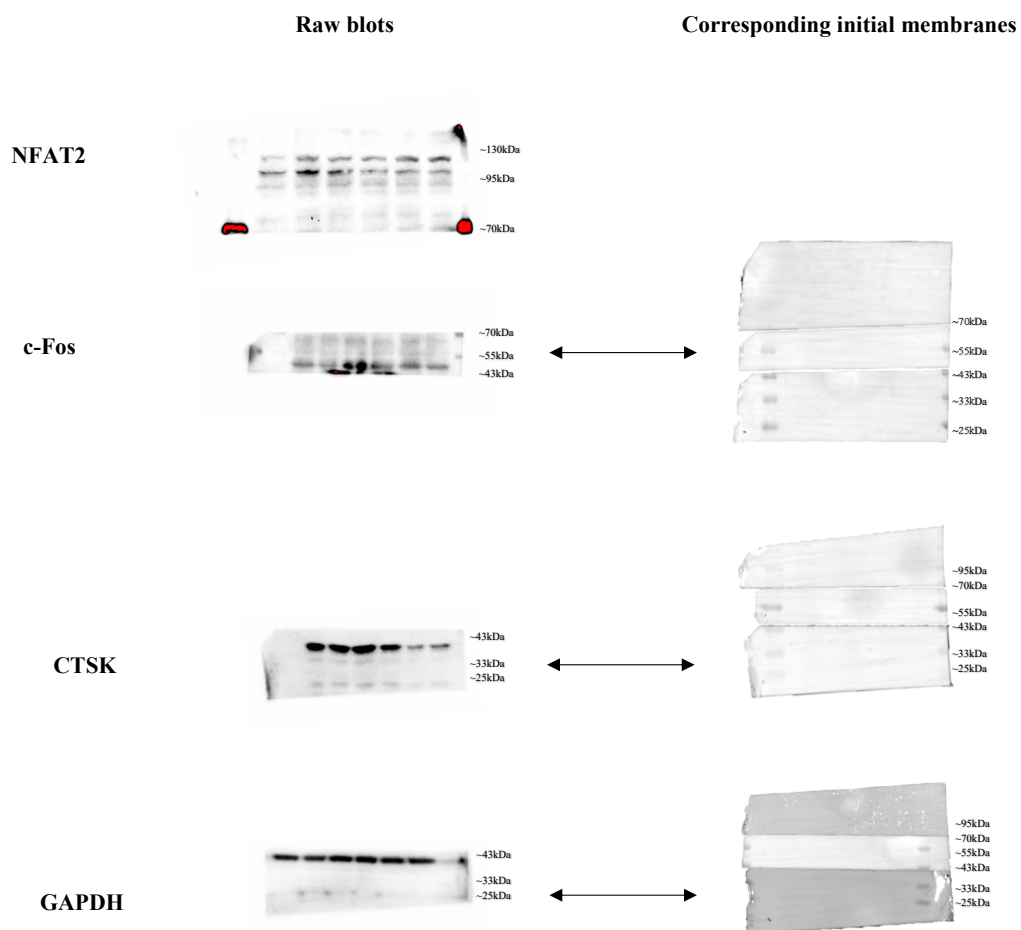 Raw blots
Corresponding initial membranes
NFAT2
~130kDa
~95kDa
~70kDa
c-Fos
~70kDa
~55kDa
~43kDa
~70kDa
~55kDa
~43kDa
~33kDa
~25kDa
CTSK
~43kDa
~33kDa
~25kDa
~95kDa
~70kDa
~55kDa
~43kDa
~33kDa
~25kDa
GAPDH
~43kDa
~33kDa
~25kDa
~95kDa
~70kDa
~55kDa
~43kDa
~33kDa
~25kDa